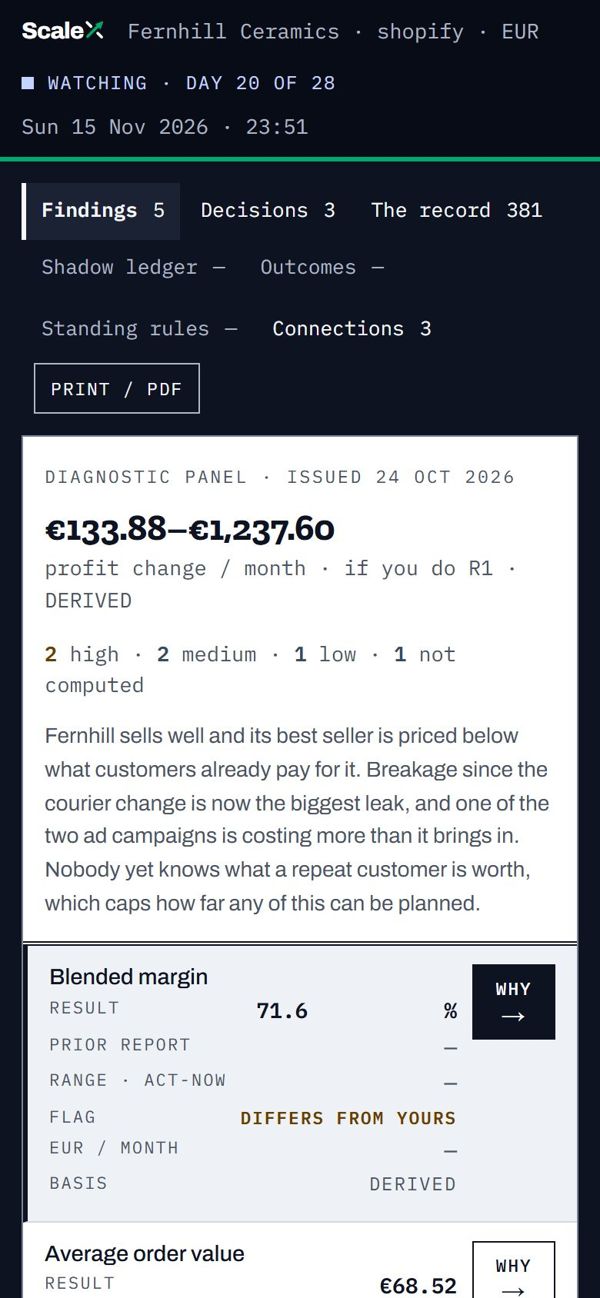 Scale Fernhill Ceramics · shopify · EUR
WATCHING · DAY 20 OF 28
Sun 15 Nov 2026 · 23:51
Findings 5 Decisions 3 The record 381
Shadow ledger — Outcomes —
Standing rules — Connections 3
PRINT / PDF
DIAGNOSTIC PANEL · ISSUED 24 OCT 2026
€133.88–€1,237.60
profit change / month · if you do R1 ·
DERIVED
2 high · 2 medium · 1 low · 1 not
computed
Fernhill sells well and its best seller is priced below
what customers already pay for it. Breakage since the
courier change is now the biggest leak, and one of the
two ad campaigns is costing more than it brings in.
Nobody yet knows what a repeat customer is worth,
which caps how far any of this can be planned.
Blended margin
RESULT 71.6 %
PRIOR REPORT —
RANGE · ACT-NOW —
FLAG DIFFERS FROM YOURS
EUR / MONTH —
BASIS DERIVED
WHY
→
Average order value
RESULT €68.52
WHY
→